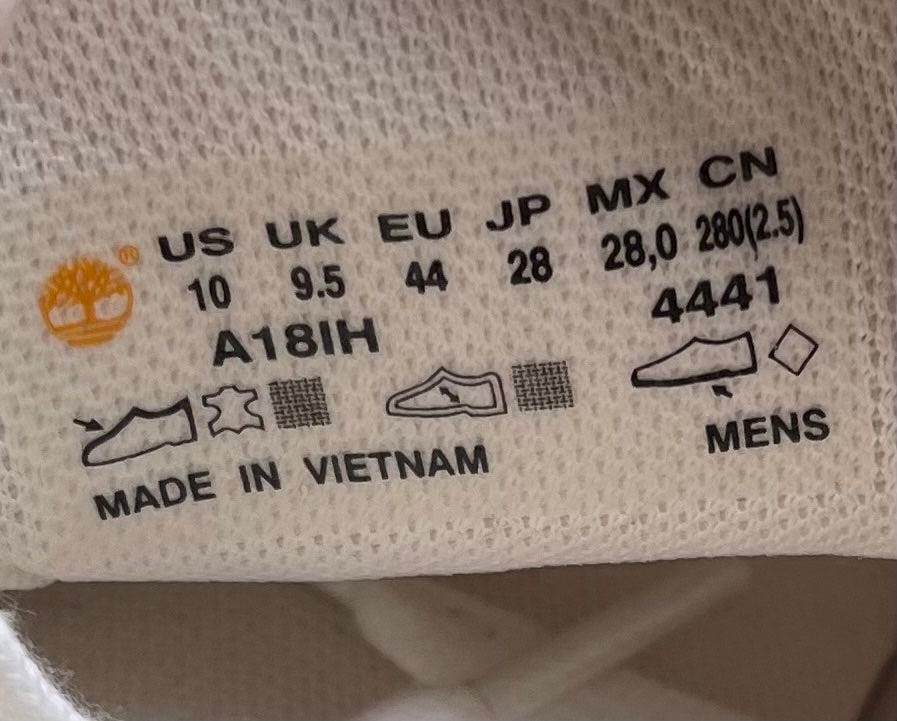 US UK EU JP MX CN
10 9.5 44 28 28,0 280(2.5)
A18IH 4441
MENS
MADE IN VIETNAM